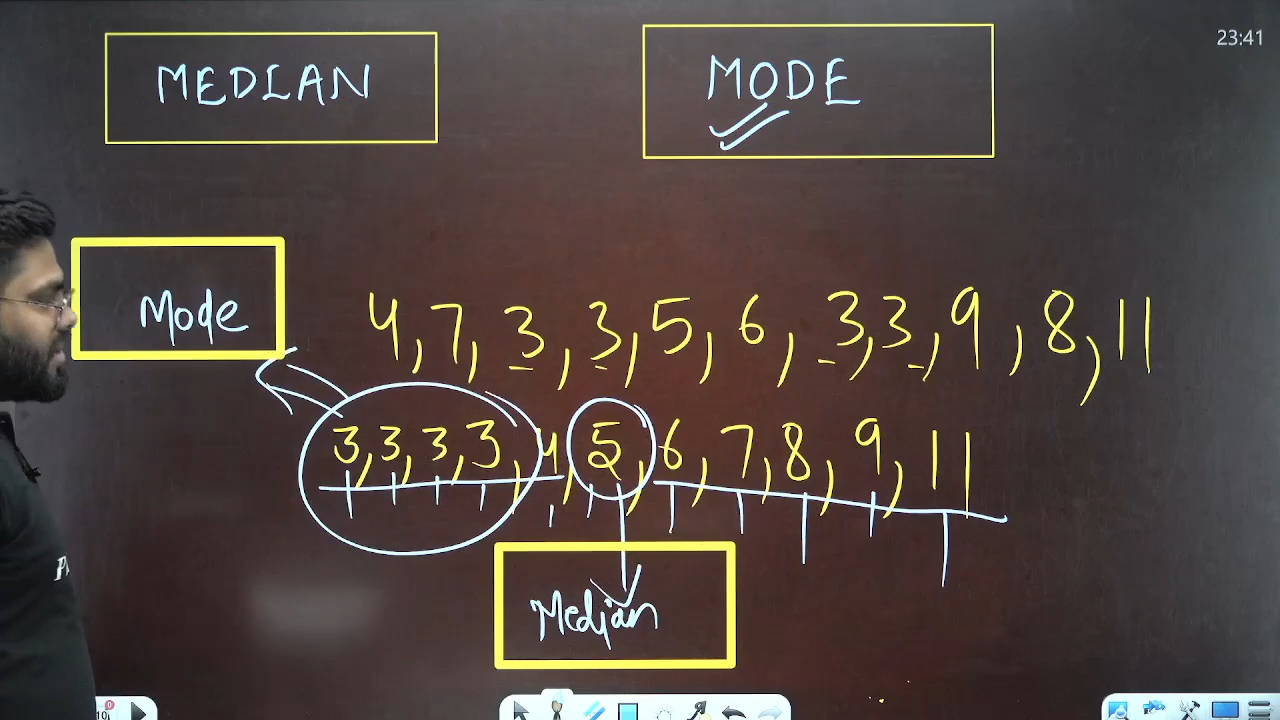 23:41
MEDIAN
MODE
Mode
4, 7, 3, 3, 5, 6, 3, 3, 9, 8, 11
3, 3, 3, 3, 4, 5, 6, 7, 8, 9, 11
Median